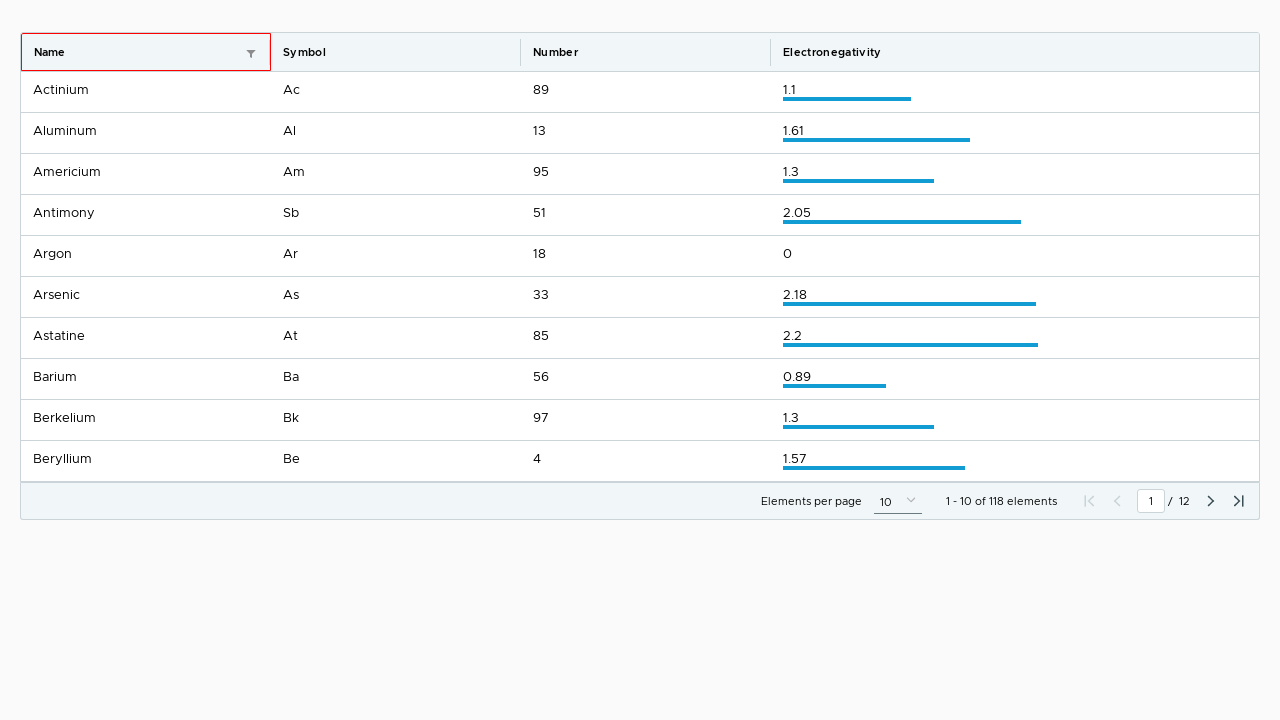 Name Symbol Number Electronegativity
Actinium Ac 89 1.1
Aluminum Al 13 1.61
Americium Am 95 1.3
Antimony Sb 51 2.05
Argon Ar 18 0
Arsenic As 33 2.18
Astatine At 85 2.2
Barium Ba 56 0.89
Berkelium Bk 97 1.3
Beryllium Be 4 1.57
Elements per page 10 1 - 10 of 118 elements 1 / 12